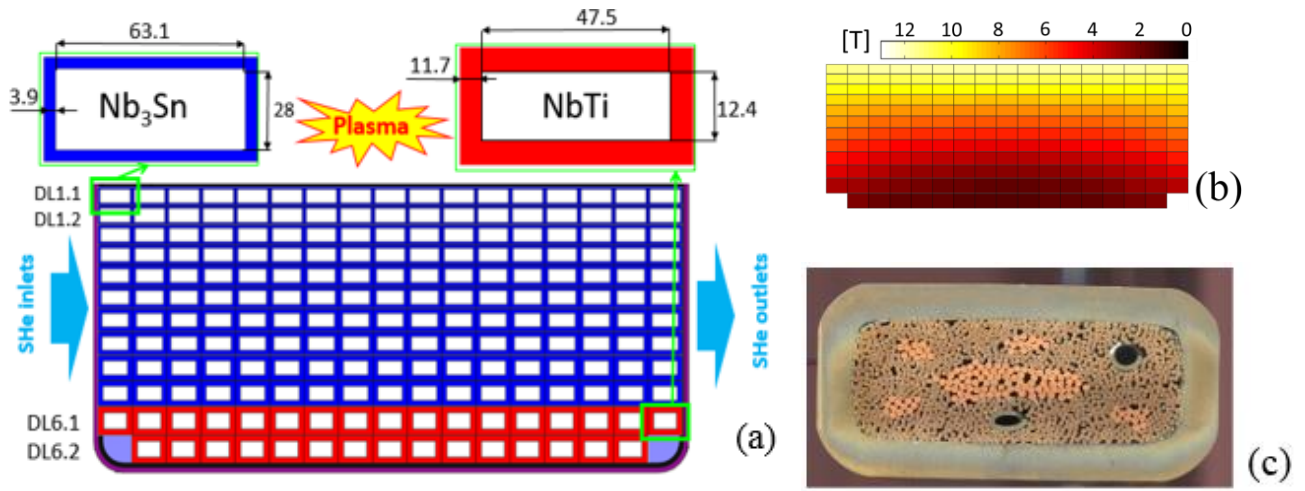 63.1
3.9
Nb₃Sn
28
Plasma
47.5
11.7
NbTi
12.4
DL1.1
DL1.2
SHe inlets
SHe outlets
DL6.1
DL6.2
(a)
[T] 12 10 8 6 4 2 0
(b)
(c)